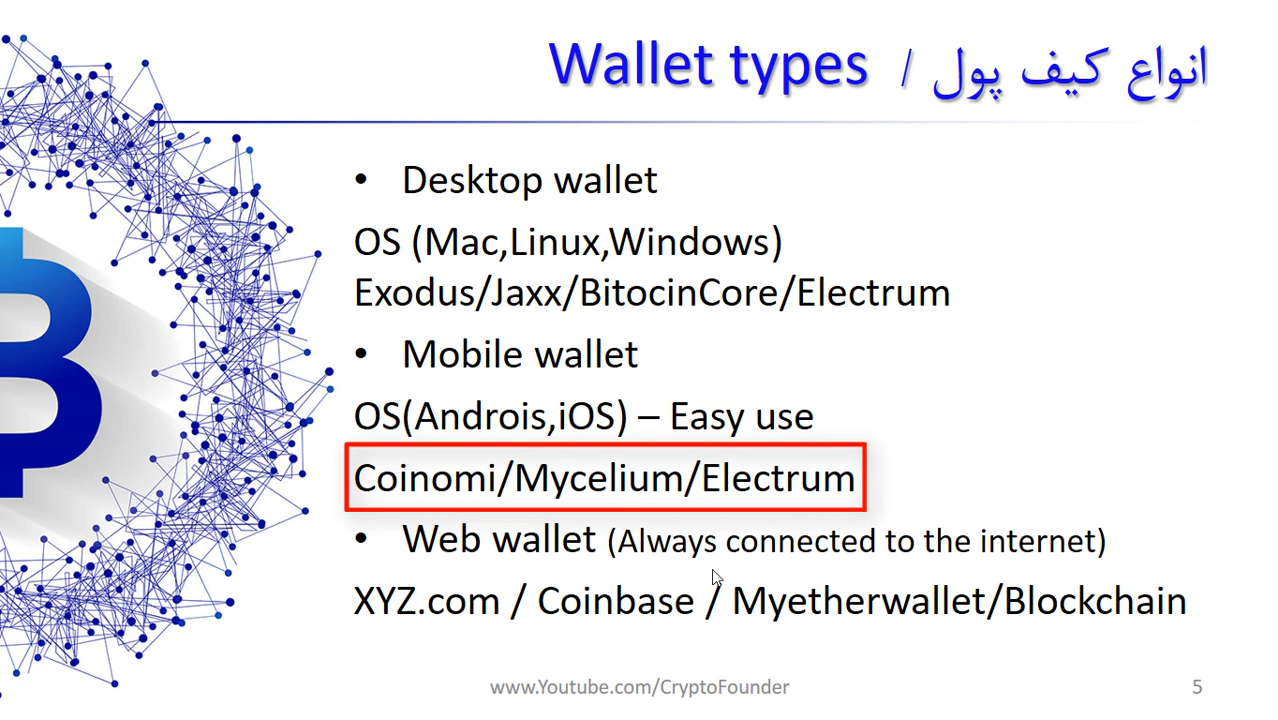 انواع کیف پول / Wallet types
• Desktop wallet
OS (Mac,Linux,Windows)
Exodus/Jaxx/BitocinCore/Electrum
• Mobile wallet
OS(Androis,iOS) – Easy use
Coinomi/Mycelium/Electrum
• Web wallet (Always connected to the internet)
XYZ.com / Coinbase / Myetherwallet/Blockchain
www.Youtube.com/CryptoFounder
5